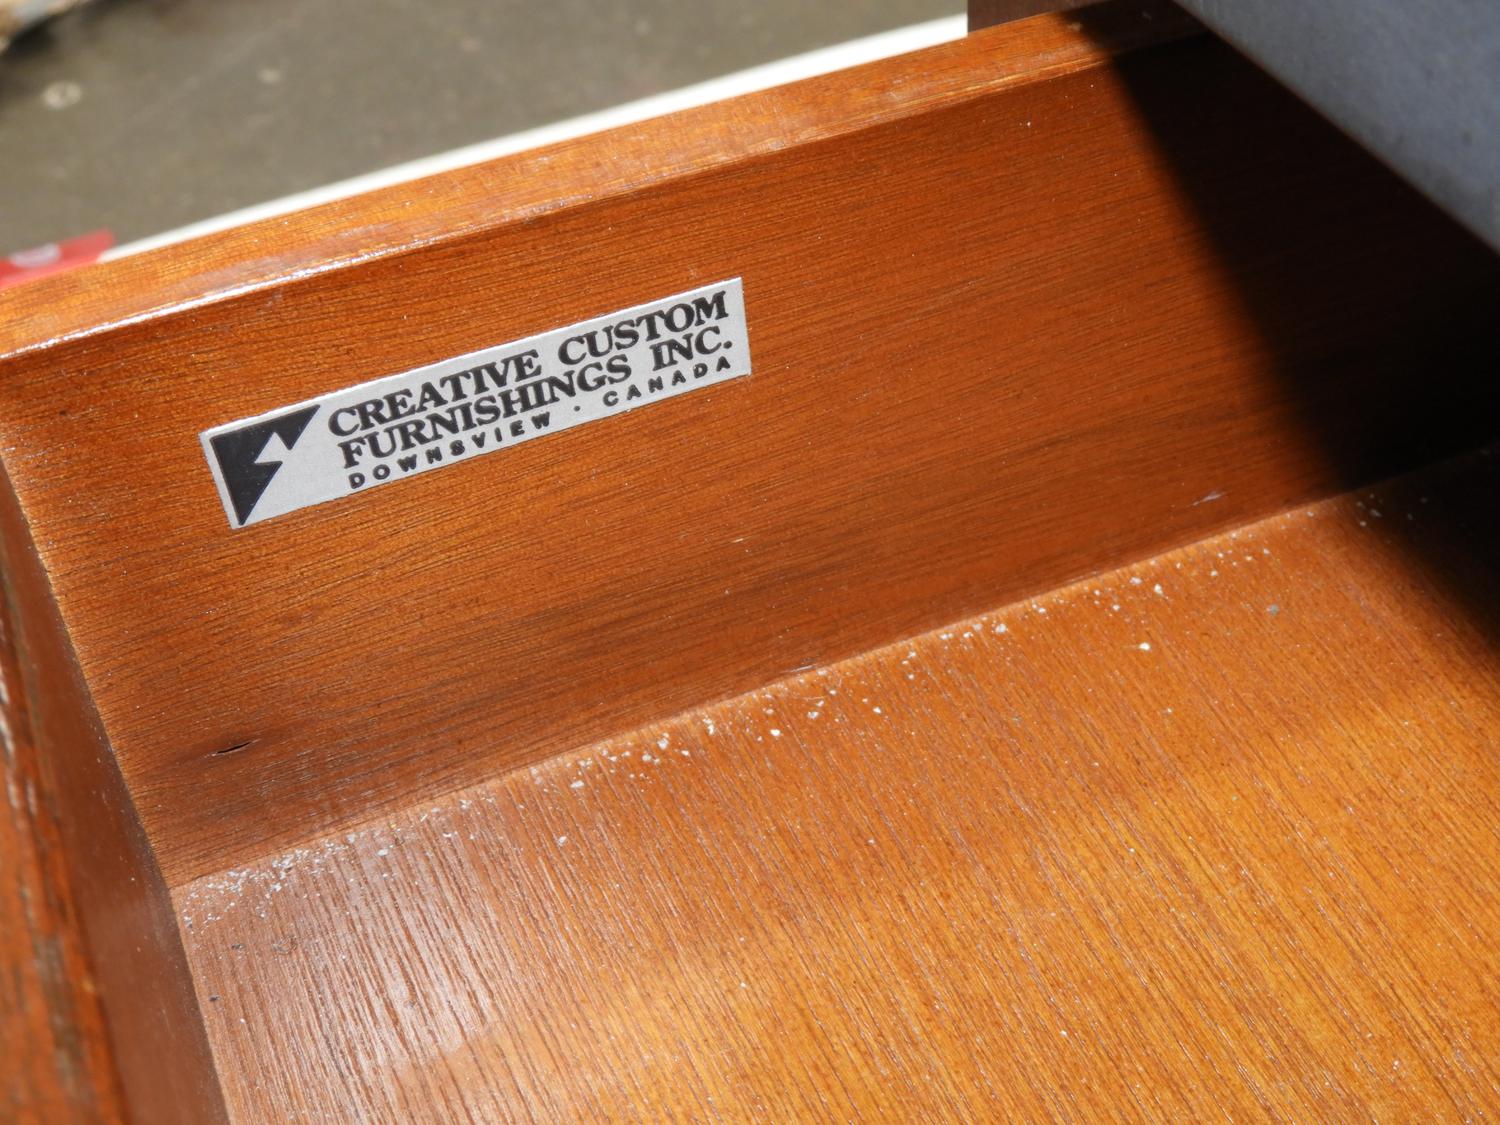 CREATIVE CUSTOM
FURNISHINGS INC.
DOWNSVIEW · CANADA